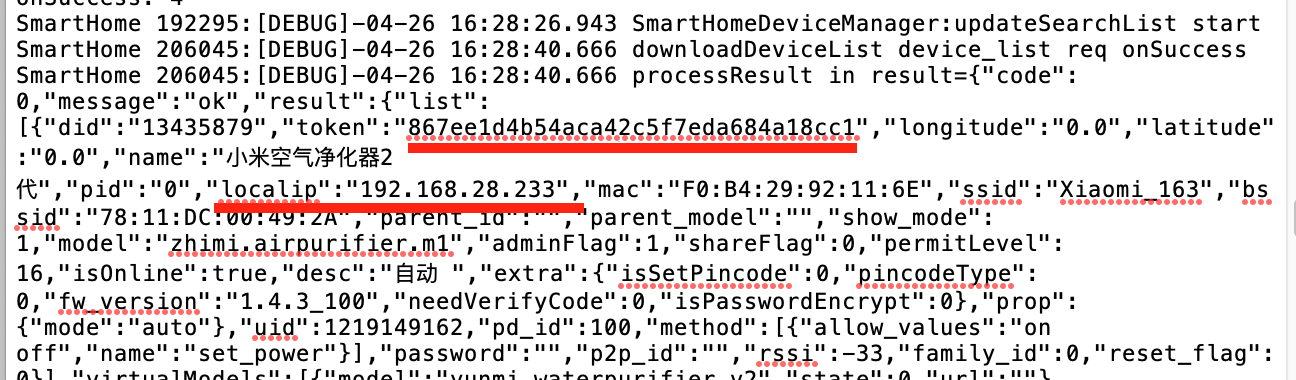 onSuccess: 4
SmartHome 192295:[DEBUG]-04-26 16:28:26.943 SmartHomeDeviceManager:updateSearchList start
SmartHome 206045:[DEBUG]-04-26 16:28:40.666 downloadDeviceList device_list req onSuccess
SmartHome 206045:[DEBUG]-04-26 16:28:40.666 processResult in result={"code":
0,"message":"ok","result":{"list":
[{"did":"13435879","token":"867ee1d4b54aca42c5f7eda684a18cc1","longitude":"0.0","latitude"
:"0.0","name":"小米空气净化器2
代","pid":"0","localip":"192.168.28.233","mac":"F0:B4:29:92:11:6E","ssid":"Xiaomi_163","bs
sid":"78:11:DC:00:49:2A","parent_id":"","parent_model":"","show_mode":
1,"model":"zhimi.airpurifier.m1","adminFlag":1,"shareFlag":0,"permitLevel":
16,"isOnline":true,"desc":"自动 ","extra":{"isSetPincode":0,"pincodeType":
0,"fw_version":"1.4.3_100","needVerifyCode":0,"isPasswordEncrypt":0},"prop":
{"mode":"auto"},"uid":1219149162,"pd_id":100,"method":[{"allow_values":"on
off","name":"set_power"}],"password":"","p2p_id":"","rssi":-33,"family_id":0,"reset_flag":
0}],"virtualModels":[{"model":"yunmi.waterpurifier.v2","state":0,"url":""},